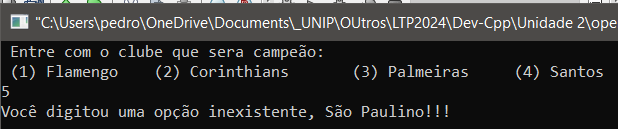 "C:\Users\pedro\OneDrive\Documents\_UNIP\OUtros\LTP2024\Dev-Cpp\Unidade 2\ope
Entre com o clube que sera campeão:
(1) Flamengo (2) Corinthians (3) Palmeiras (4) Santos
5
Você digitou uma opção inexistente, São Paulino!!!